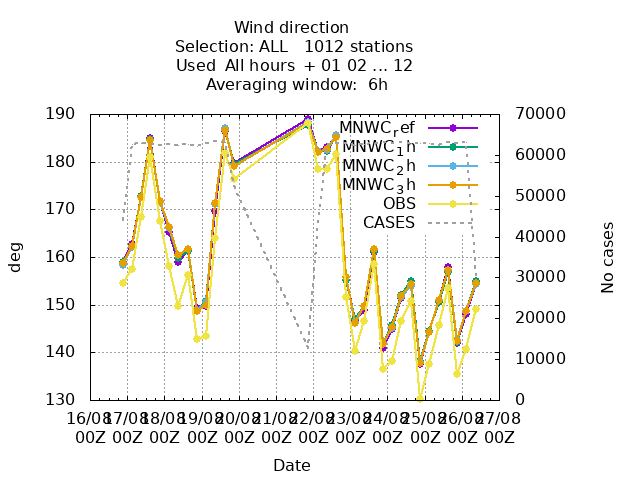 Wind direction
Selection: ALL   1012 stations
Used  All hours  + 01 02 ... 12
Averaging window:  6h
190
180
170
160
150
140
130
deg
70000
60000
50000
40000
30000
20000
10000
0
No cases
MNWC_ref
MNWC_1h
MNWC_2h
MNWC_3h
OBS
CASES
16/08 17/08 18/08 19/08 20/08 21/08 22/08 23/08 24/08 25/08 26/08 27/08
00Z 00Z 00Z 00Z 00Z 00Z 00Z 00Z 00Z 00Z 00Z 00Z
Date